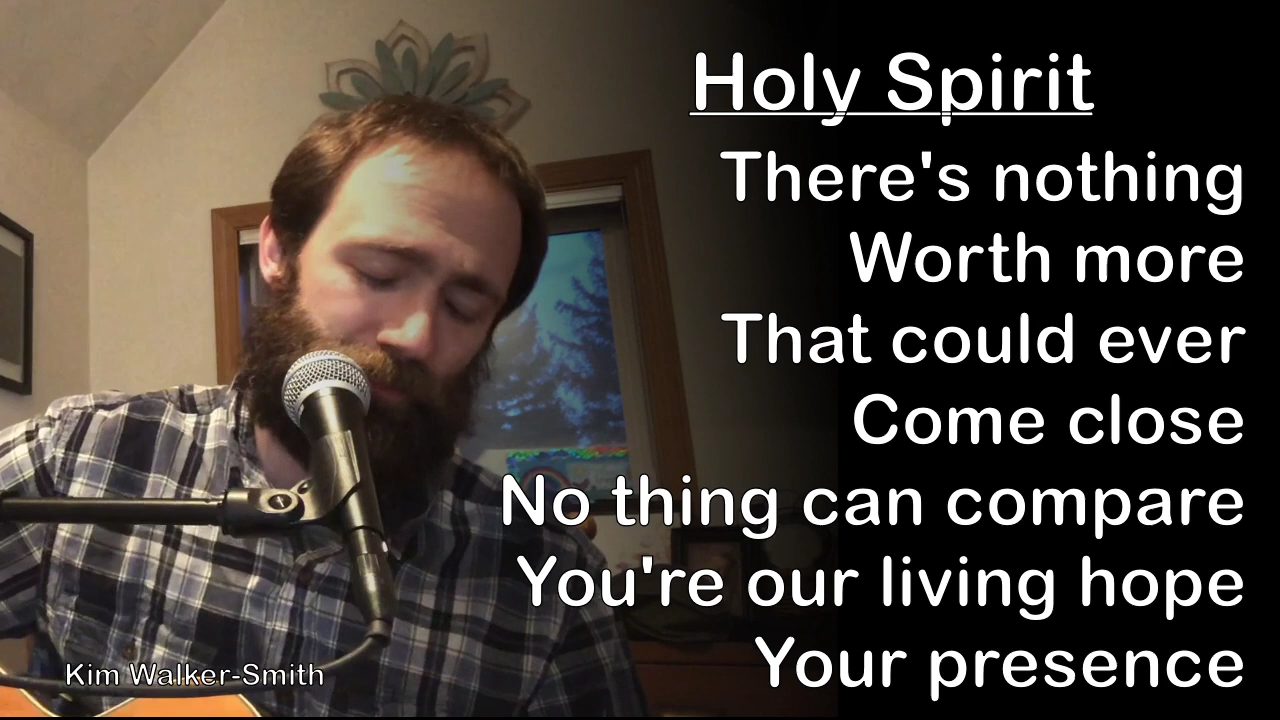 Holy Spirit
There's nothing
Worth more
That could ever
Come close
No thing can compare
You're our living hope
Your presence
Kim Walker-Smith